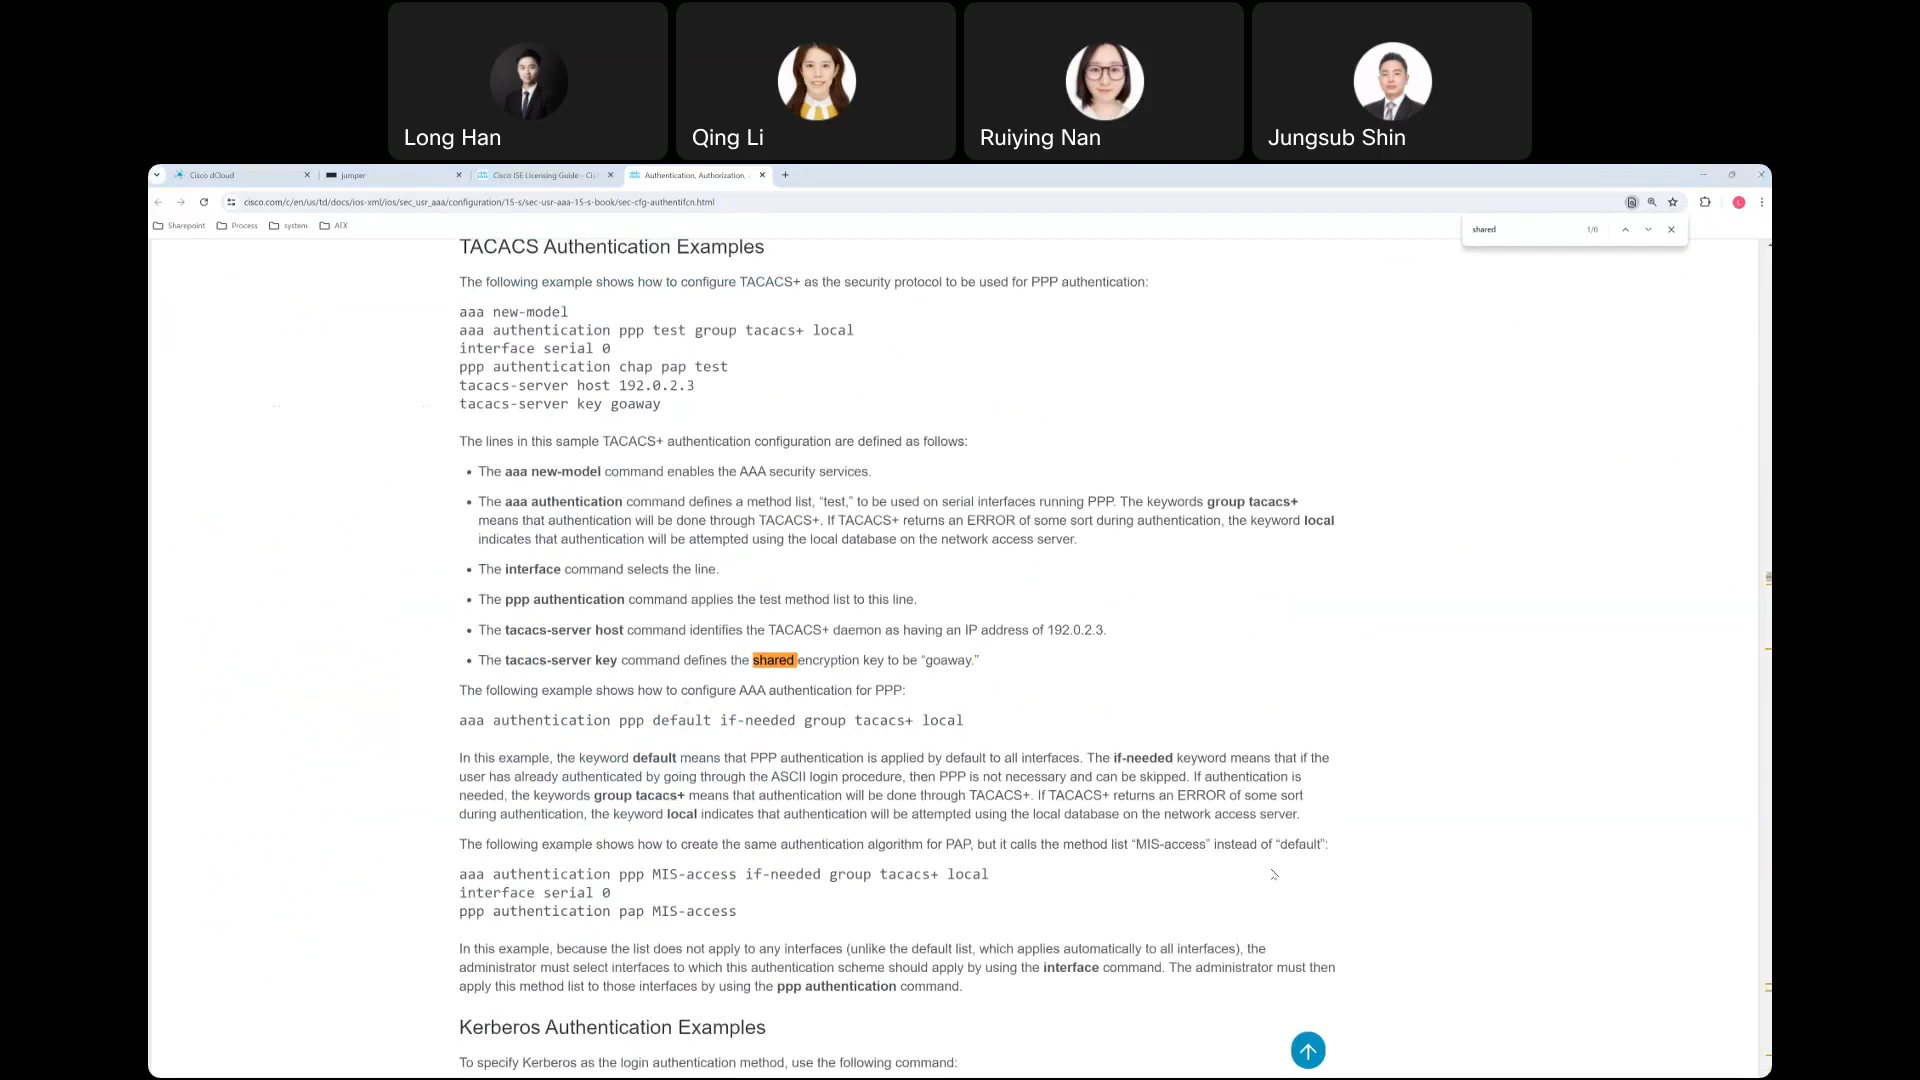 Long Han
Qing Li
Ruiying Nan
Jungsub Shin
Cisco dCloud
jumper
Cisco ISE Licensing Guide - Cis
Authentication, Authorization,
cisco.com/c/en/us/td/docs/ios-xml/ios/sec_usr_aaa/configuration/15-s/sec-usr-aaa-15-s-book/sec-cfg-authentifcn.html
Sharepoint
Process
system
ATX
shared
1/6
TACACS Authentication Examples
The following example shows how to configure TACACS+ as the security protocol to be used for PPP authentication:
aaa new-model
aaa authentication ppp test group tacacs+ local
interface serial 0
ppp authentication chap pap test
tacacs-server host 192.0.2.3
tacacs-server key goaway
The lines in this sample TACACS+ authentication configuration are defined as follows:
• The aaa new-model command enables the AAA security services.
• The aaa authentication command defines a method list, “test,” to be used on serial interfaces running PPP. The keywords group tacacs+
means that authentication will be done through TACACS+. If TACACS+ returns an ERROR of some sort during authentication, the keyword local
indicates that authentication will be attempted using the local database on the network access server.
• The interface command selects the line.
• The ppp authentication command applies the test method list to this line.
• The tacacs-server host command identifies the TACACS+ daemon as having an IP address of 192.0.2.3.
• The tacacs-server key command defines the shared encryption key to be “goaway.”
The following example shows how to configure AAA authentication for PPP:
aaa authentication ppp default if-needed group tacacs+ local
In this example, the keyword default means that PPP authentication is applied by default to all interfaces. The if-needed keyword means that if the
user has already authenticated by going through the ASCII login procedure, then PPP is not necessary and can be skipped. If authentication is
needed, the keywords group tacacs+ means that authentication will be done through TACACS+. If TACACS+ returns an ERROR of some sort
during authentication, the keyword local indicates that authentication will be attempted using the local database on the network access server.
The following example shows how to create the same authentication algorithm for PAP, but it calls the method list “MIS-access” instead of “default”:
aaa authentication ppp MIS-access if-needed group tacacs+ local
interface serial 0
ppp authentication pap MIS-access
In this example, because the list does not apply to any interfaces (unlike the default list, which applies automatically to all interfaces), the
administrator must select interfaces to which this authentication scheme should apply by using the interface command. The administrator must then
apply this method list to those interfaces by using the ppp authentication command.
Kerberos Authentication Examples
To specify Kerberos as the login authentication method, use the following command: